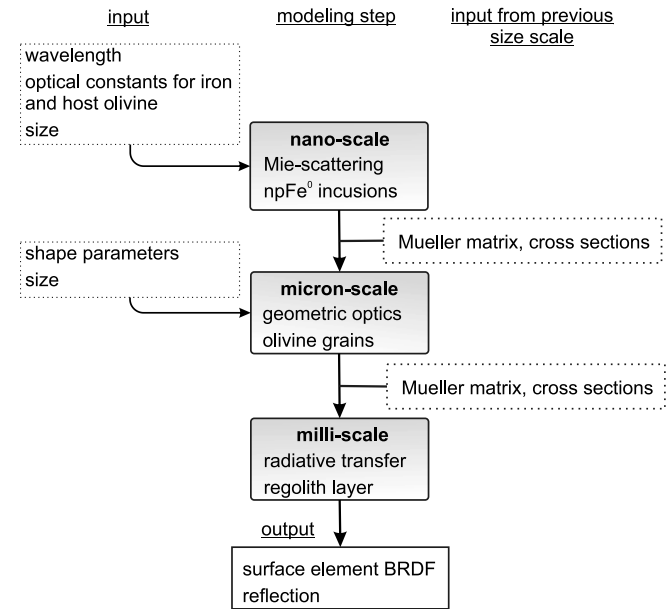 input
modeling step
input from previous
size scale
wavelength
optical constants for iron
and host olivine
size
nano-scale
Mie-scattering
npFe⁰ incusions
Mueller matrix, cross sections
shape parameters
size
micron-scale
geometric optics
olivine grains
Mueller matrix, cross sections
milli-scale
radiative transfer
regolith layer
output
surface element BRDF
reflection